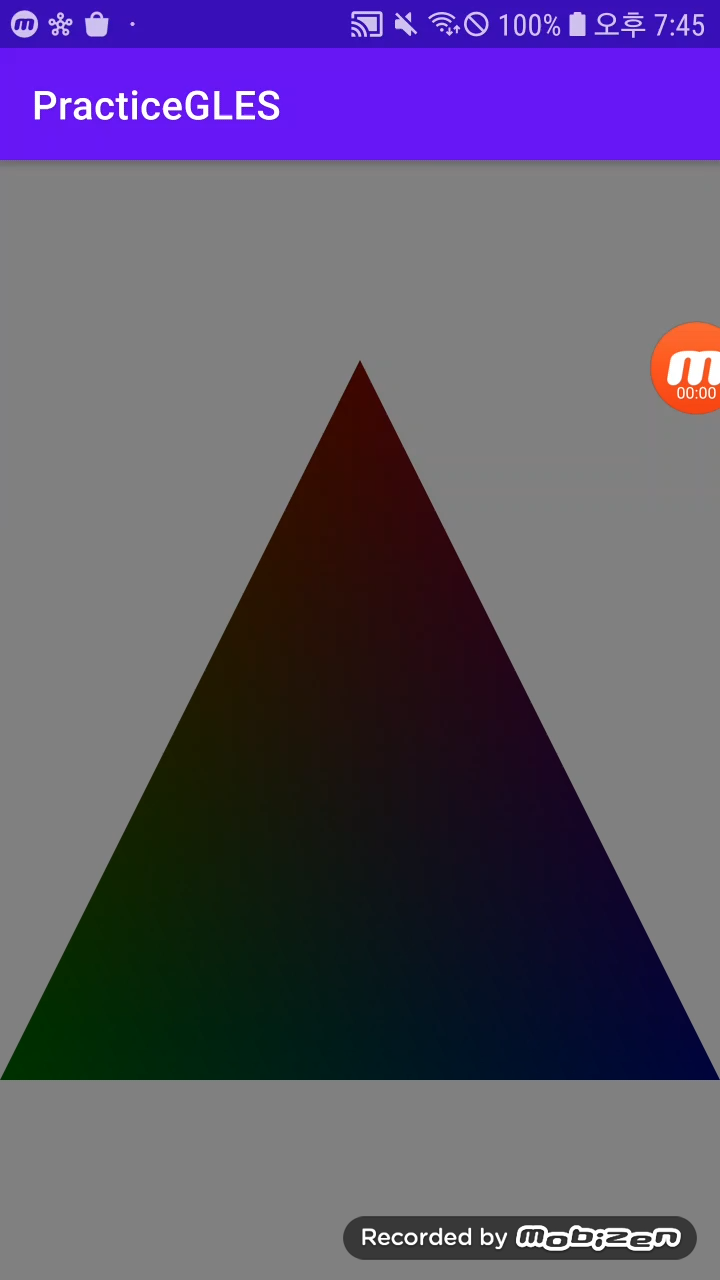 100% 오후 7:45
PracticeGLES
m
00:00
Recorded by mobizen